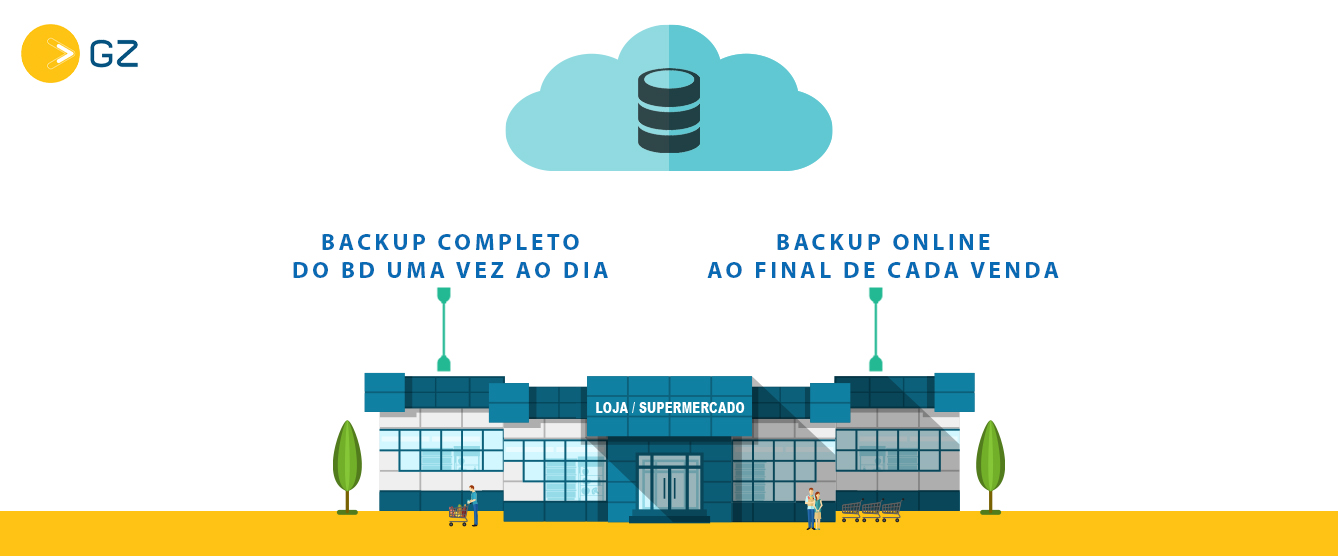 GZ
BACKUP COMPLETO
DO BD UMA VEZ AO DIA
BACKUP ONLINE
AO FINAL DE CADA VENDA
LOJA / SUPERMERCADO